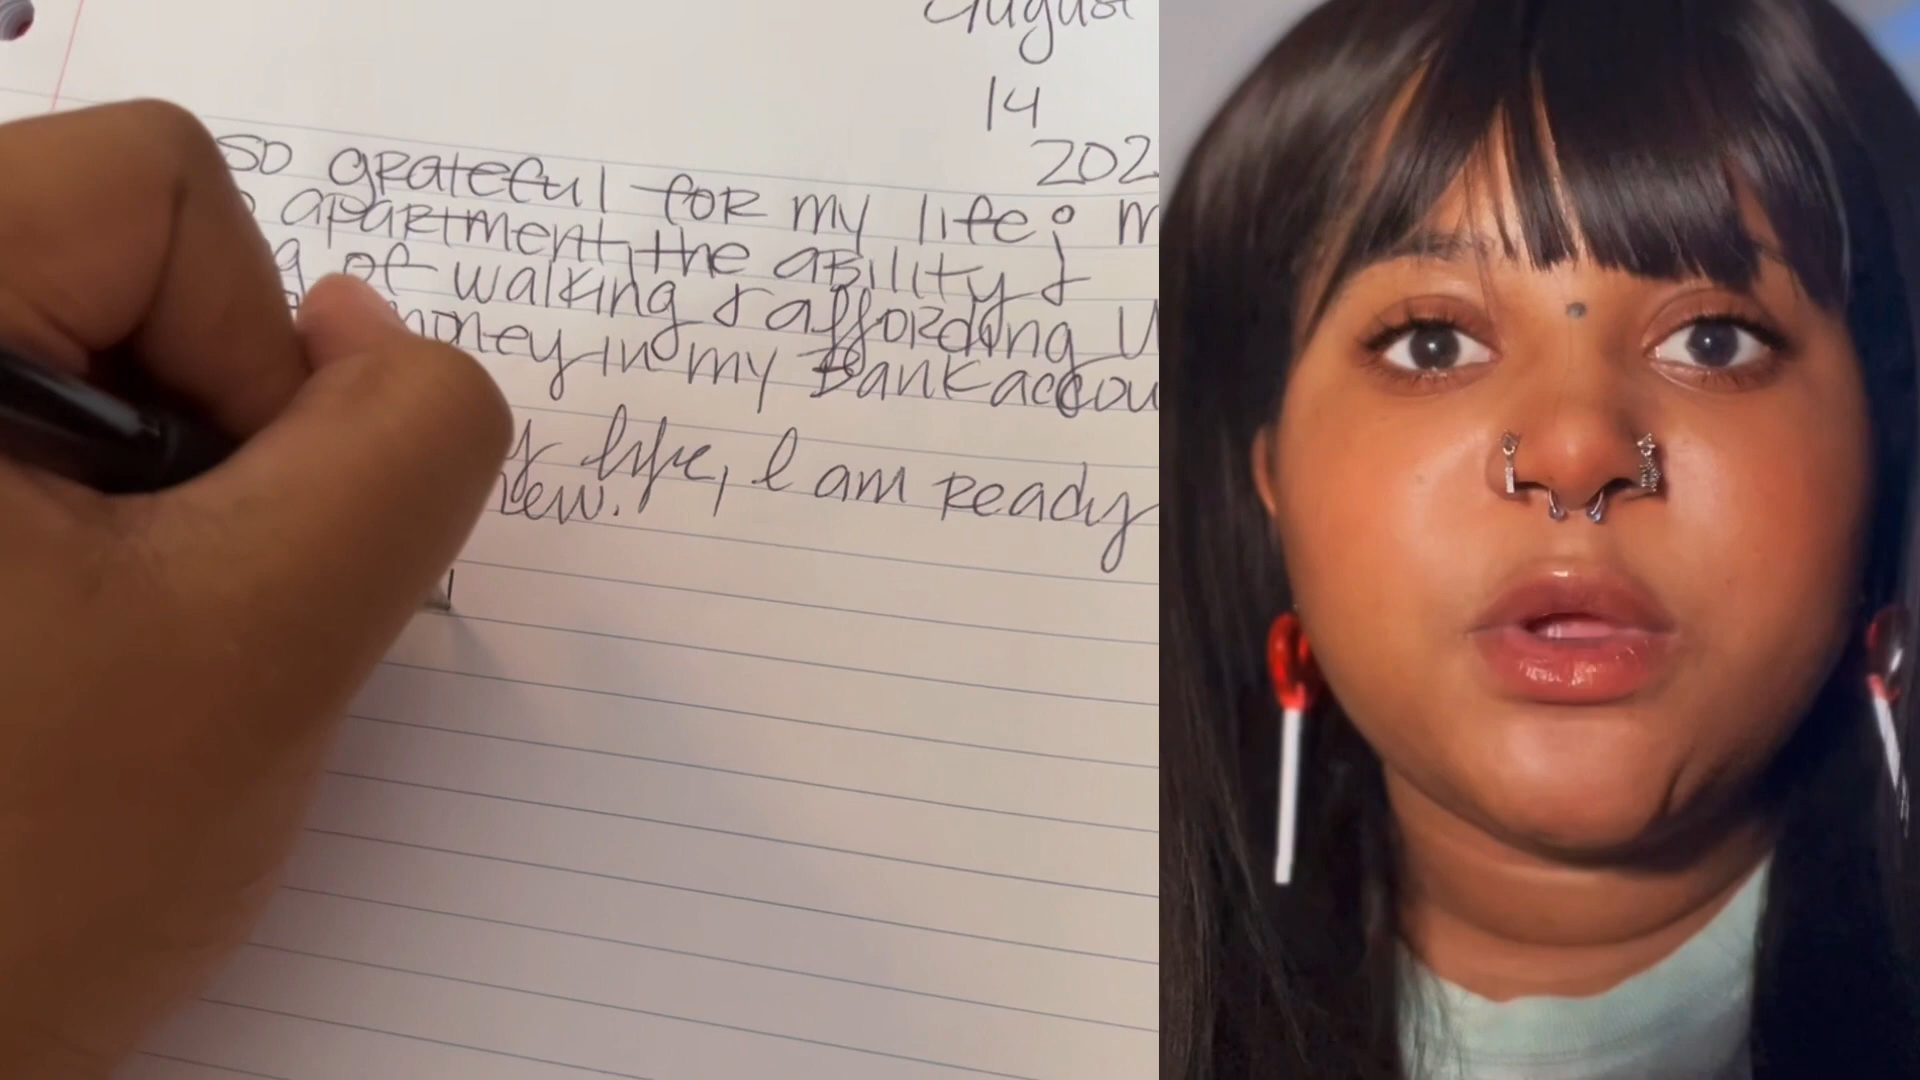 August
14
202
so grateful for my life; m
apartment, the ability &
of walking & affording
money in my Bank accou
life, I am Ready
new.